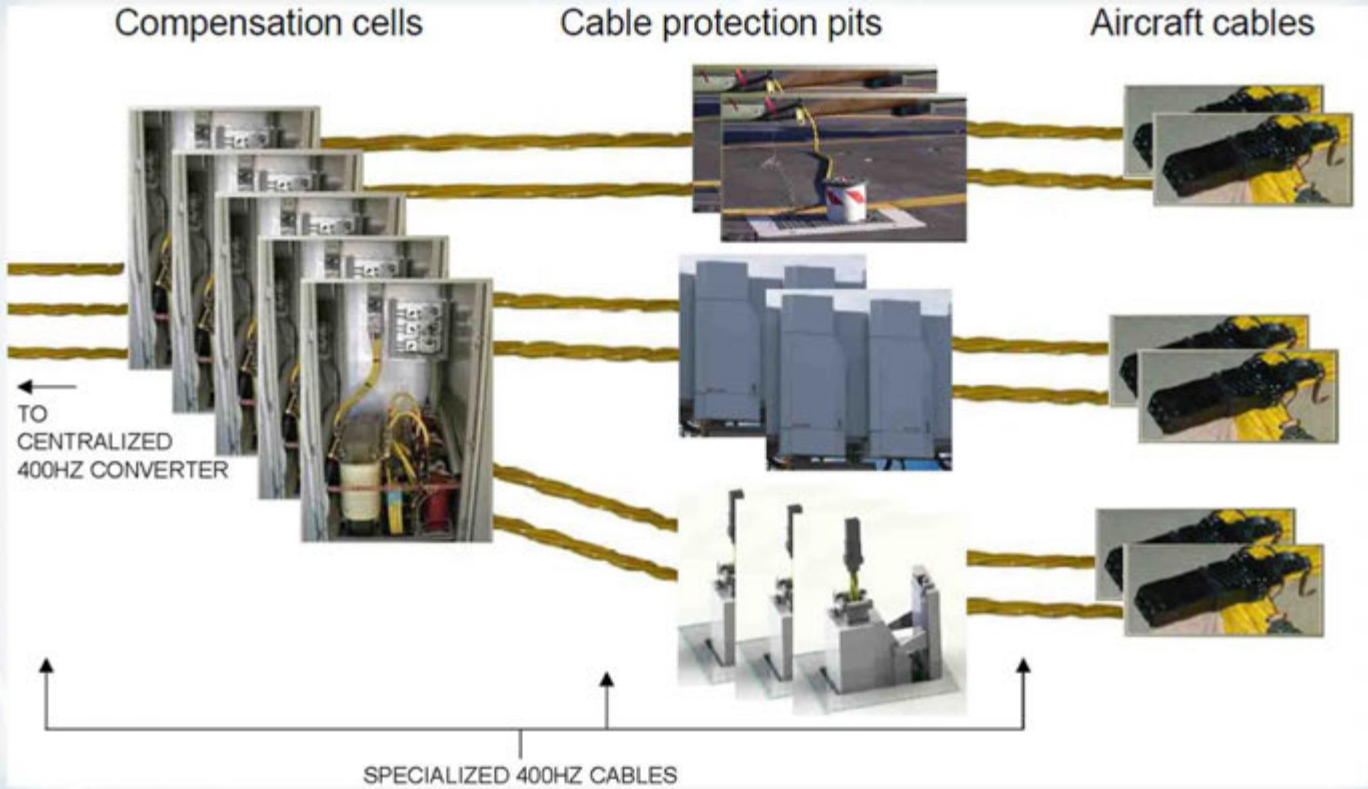 Compensation cells
Cable protection pits
Aircraft cables
TO
CENTRALIZED
400HZ CONVERTER
SPECIALIZED 400HZ CABLES